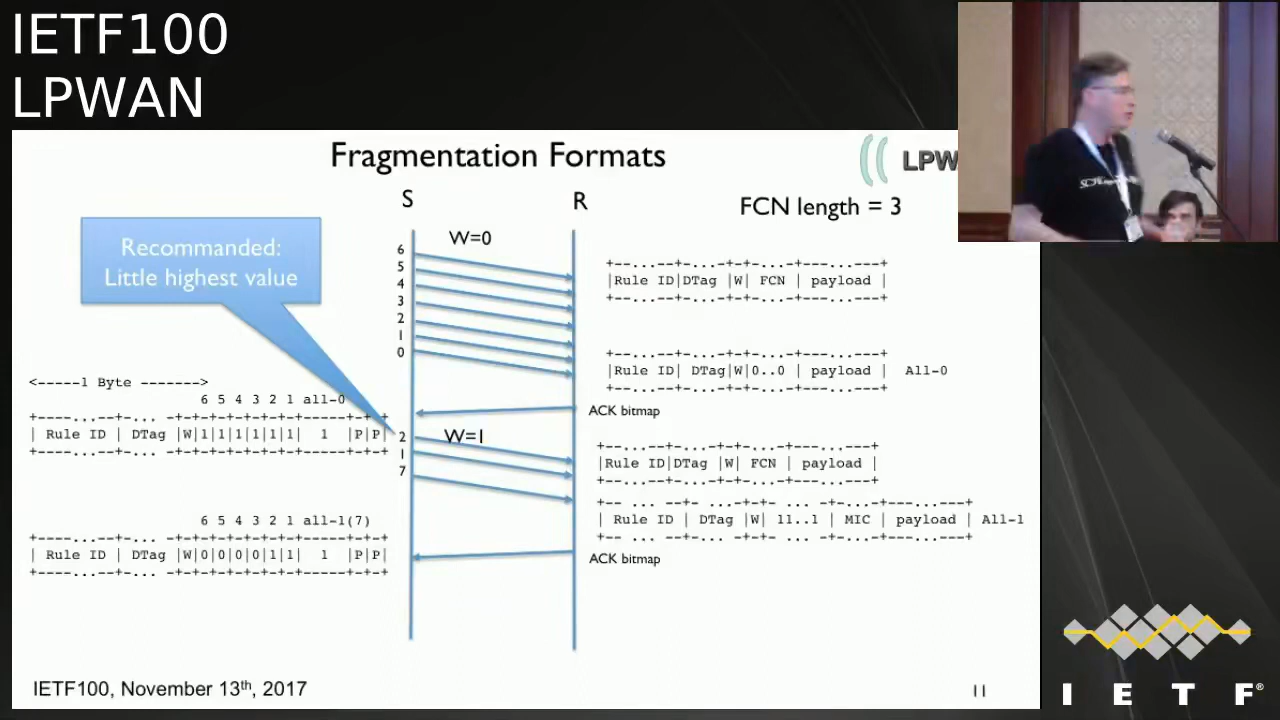 IETF100
LPWAN
Fragmentation Formats
LPW
S
R
FCN length = 3
Recommanded:
Little highest value
W=0
6
5
4
3
2
1
0
+--...--+-...-+-+-...-+---...---+
|Rule ID|DTag |W| FCN | payload |
+--...--+-...-+-+-...-+---...---+
+--...--+-...-+-+-...-+---...---+
|Rule ID| DTag|W|0..0 | payload | All-0
+--...--+-...-+-+-...-+---...---+
ACK bitmap
<-----1 Byte ------->
6 5 4 3 2 1 all-0
+----...--+-... -+-+-+-+-+-+-+-----+-+-+
| Rule ID | DTag |W|1|1|1|1|1|1| 1 |P|P|
+----...--+-... -+-+-+-+-+-+-+-----+-+-+
W=1
2
1
7
+--...--+-...-+-+-...-+---...---+
|Rule ID|DTag |W| FCN | payload |
+--...--+-...-+-+-...-+---...---+
+-- ... --+- ... -+-+- ... -+-----+---...---+
| Rule ID | DTag |W| 11..1 | MIC | payload | All-1
+-- ... --+- ... -+-+- ... -+-----+---...---+
6 5 4 3 2 1 all-1(7)
+----...--+-... -+-+-+-+-+-+-+-----+-+-+
| Rule ID | DTag |W|0|0|0|0|1|1| 1 |P|P|
+----...--+-... -+-+-+-+-+-+-+-----+-+-+
ACK bitmap
IETF100, November 13th, 2017
11
I E T F®